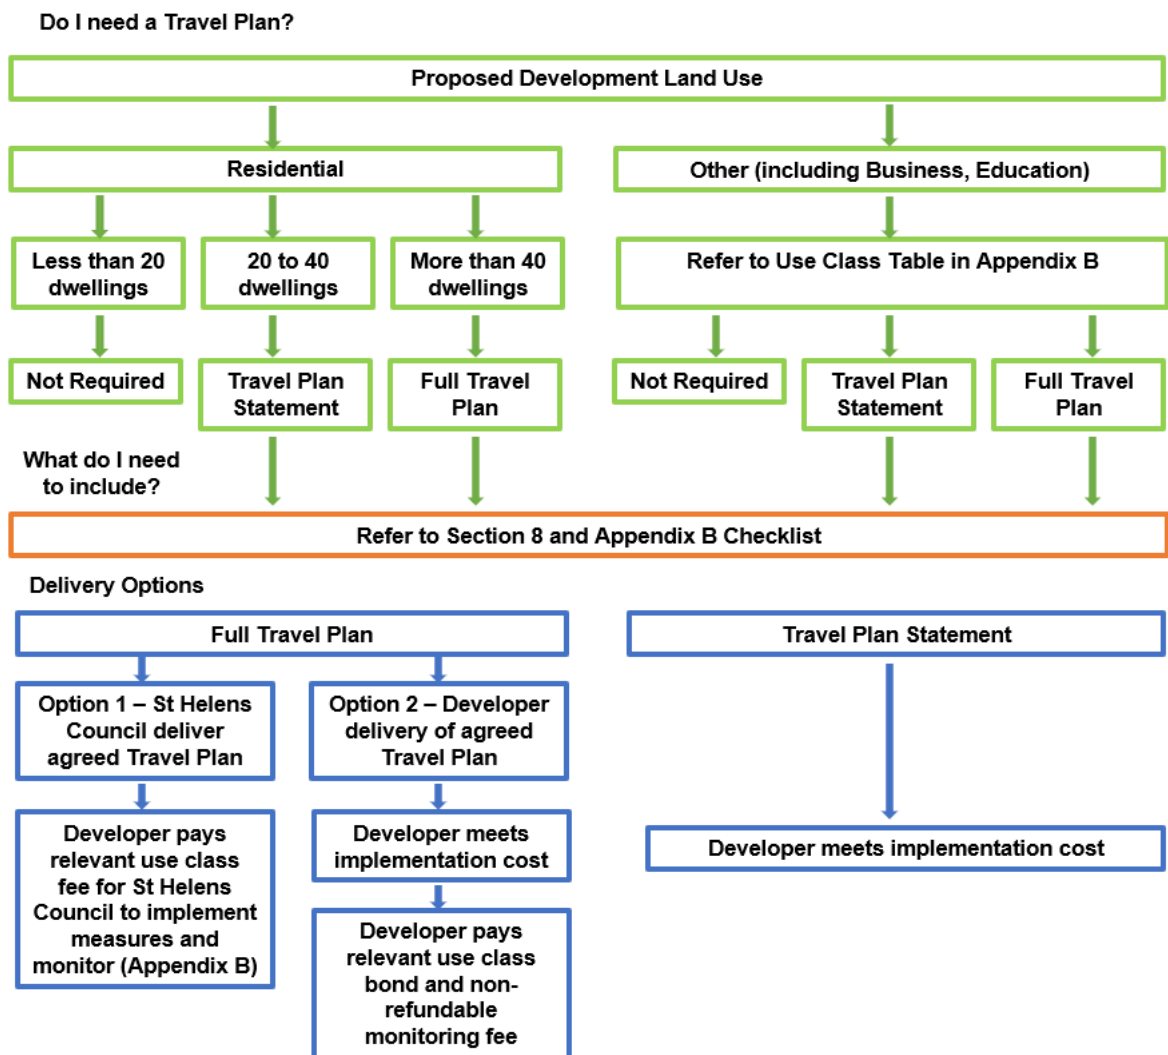 Do I need a Travel Plan?
Proposed Development Land Use
Residential
Other (including Business, Education)
Less than 20
dwellings
20 to 40
dwellings
More than 40
dwellings
Refer to Use Class Table in Appendix B
Not Required
Travel Plan
Statement
Full Travel
Plan
Not Required
Travel Plan
Statement
Full Travel
Plan
What do I need
to include?
Refer to Section 8 and Appendix B Checklist
Delivery Options
Full Travel Plan
Travel Plan Statement
Option 1 – St Helens
Council deliver
agreed Travel Plan
Option 2 – Developer
delivery of agreed
Travel Plan
Developer pays
relevant use class
fee for St Helens
Council to implement
measures and
monitor (Appendix B)
Developer meets
implementation cost
Developer meets implementation cost
Developer pays
relevant use class
bond and non-
refundable
monitoring fee